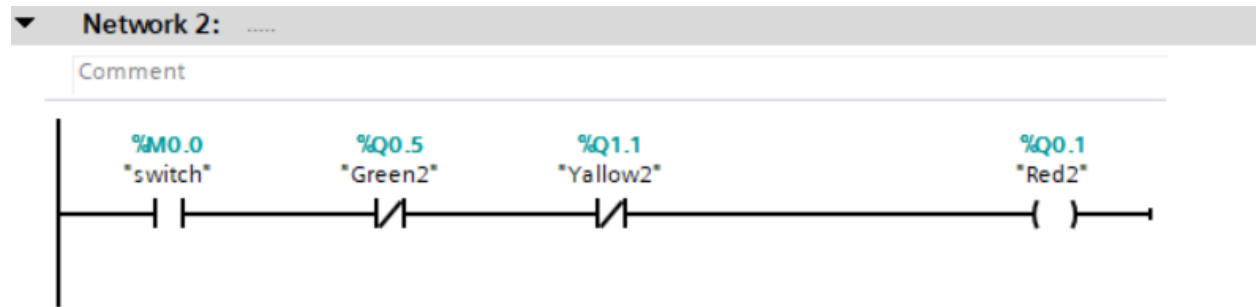 Network 2: .....
Comment
%M0.0 %Q0.5 %Q1.1 %Q0.1
"switch" "Green2" "Yallow2" "Red2"